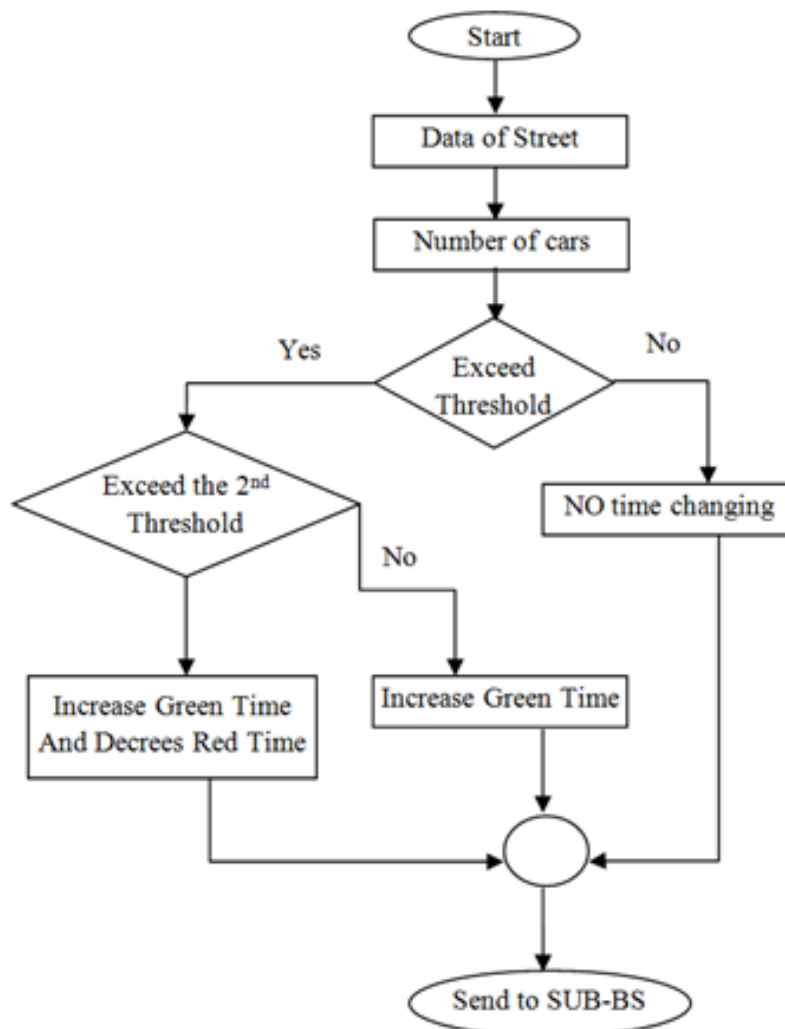 Start
Data of Street
Number of cars
Yes
No
Exceed
Threshold
Exceed the 2nd
Threshold
NO time changing
No
Increase Green Time
And Decrees Red Time
Increase Green Time
Send to SUB-BS